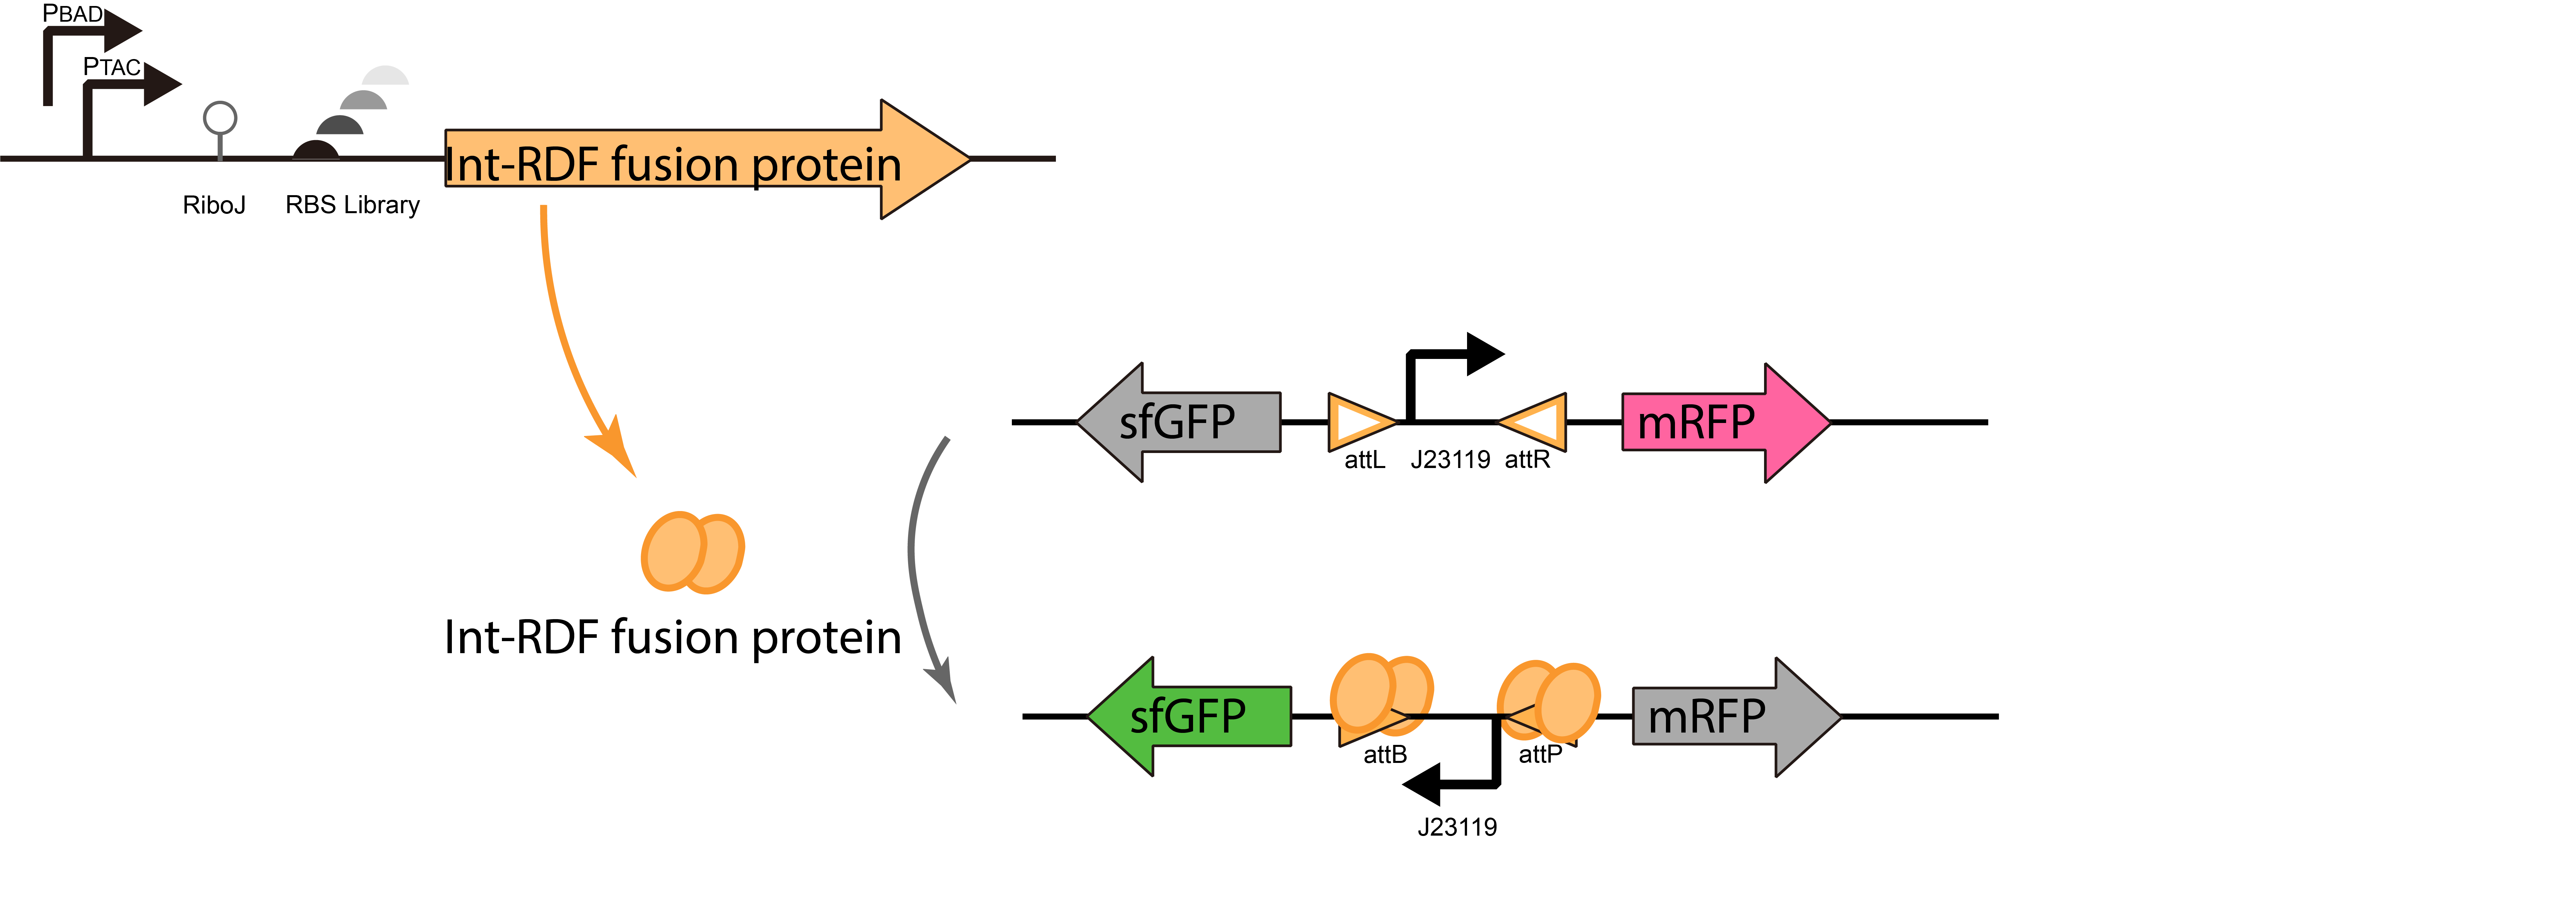 PBAD
PTAC
Int-RDF fusion protein
RiboJ
RBS Library
sfGFP
mRFP
attL
J23119
attR
Int-RDF fusion protein
sfGFP
mRFP
attB
attP
J23119